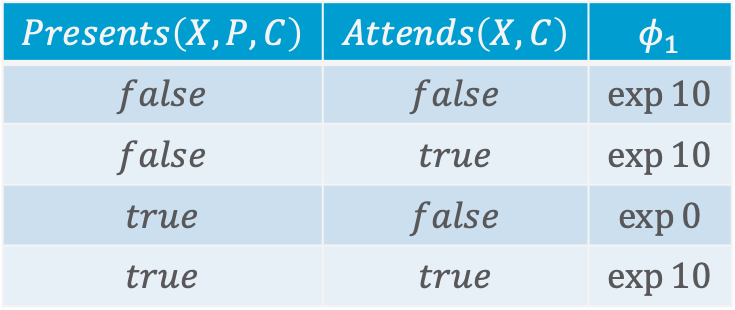 Presents(X, P, C) Attends(X, C) ϕ₁
false false exp 10
false true exp 10
true false exp 0
true true exp 10